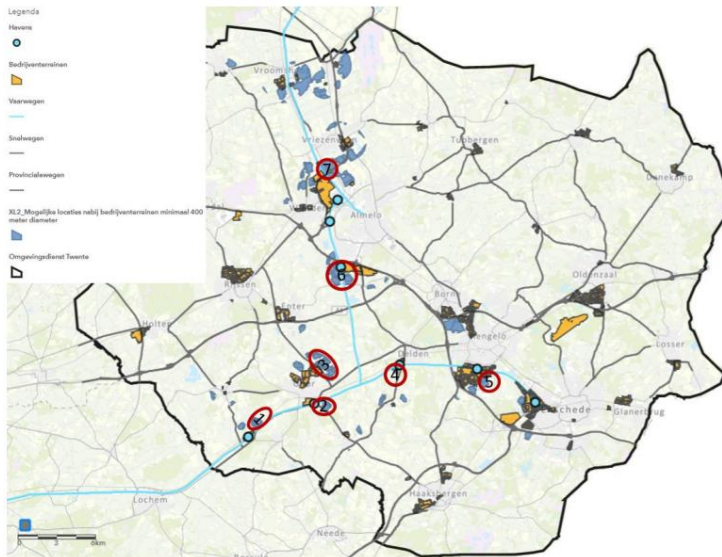 Legenda
Havens
Bedrijventerreinen
Vaarwegen
Snelwegen
Provincialewegen
XL2_Mogelijke locaties nabij bedrijventerreinen minimaal 400
meter diameter
Omgevingsdienst Twente
Vroomsh
Vriezenveen
7
Tubbergen
Denekamp
Almelo
6
Rijssen
Enter
Borne
Oldenzaal
Holten
Hengelo
Losser
3
Delden
4
5
2
1
Enschede
Glanerbrug
Lochem
Haaksbergen
Neede
0 3 6km